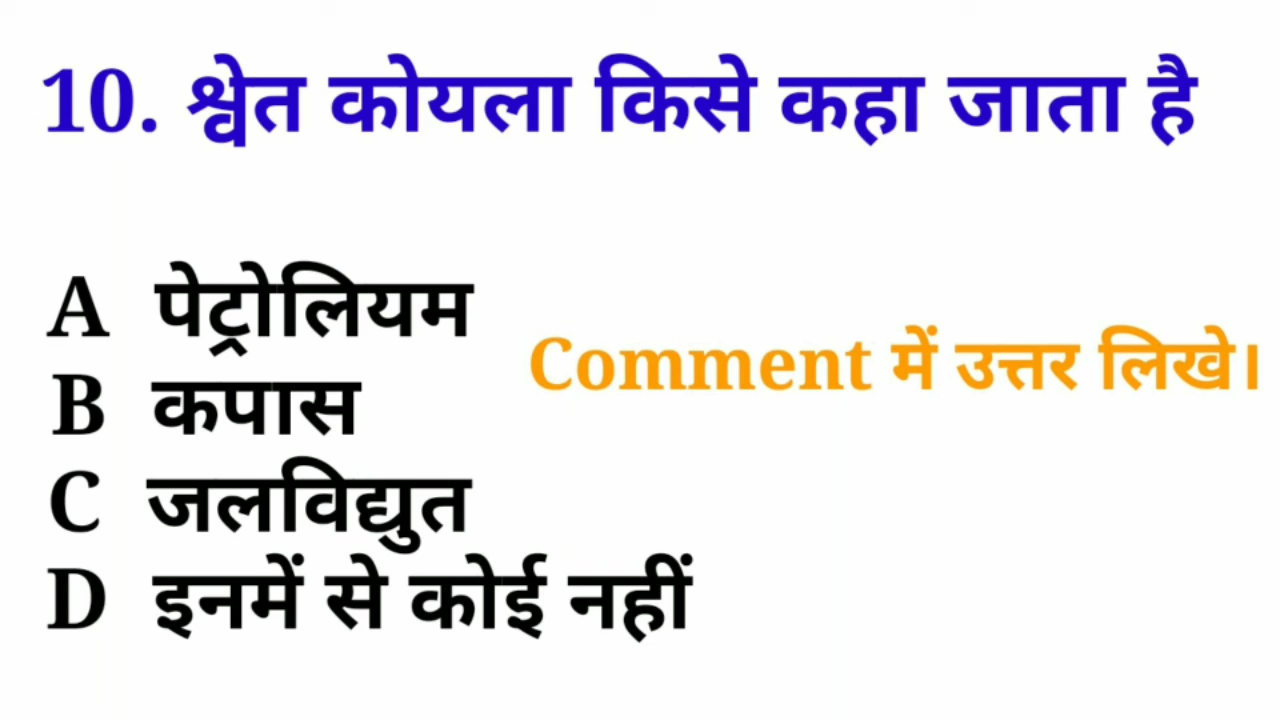 10. श्वेत कोयला किसे कहा जाता है
A पेट्रोलियम
Comment में उत्तर लिखे।
B कपास
C जलविद्युत
D इनमें से कोई नहीं